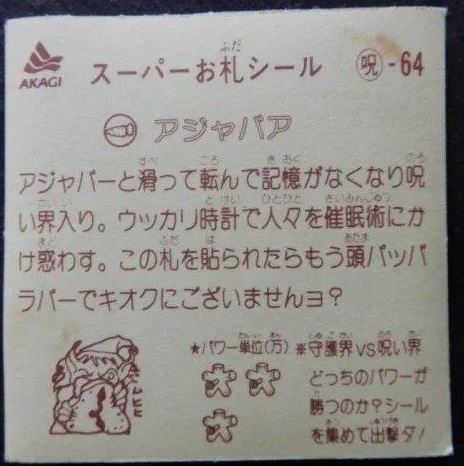 AKAGI スーパーお札シール ㊒呪-64
アジャパア
アジャパーと滑って転んで記憶がなくなり呪
い界入り。ウッカリ時計で人々を催眠術にか
け惑わす。この札を貼られたらもう頭パッパ
ラパーでキオクにございませんヨ？
★パワー単位(万) ※守護界VS呪い界
どっちのパワーが
勝つのか？シール
を集めて出撃ダ！